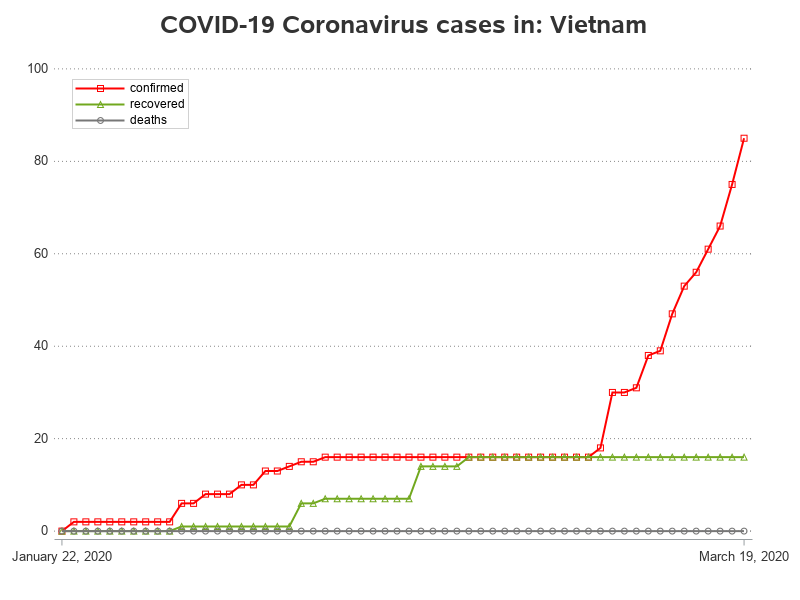 COVID-19 Coronavirus cases in: Vietnam
100
confirmed
recovered
deaths
80
60
40
20
0
January 22, 2020
March 19, 2020